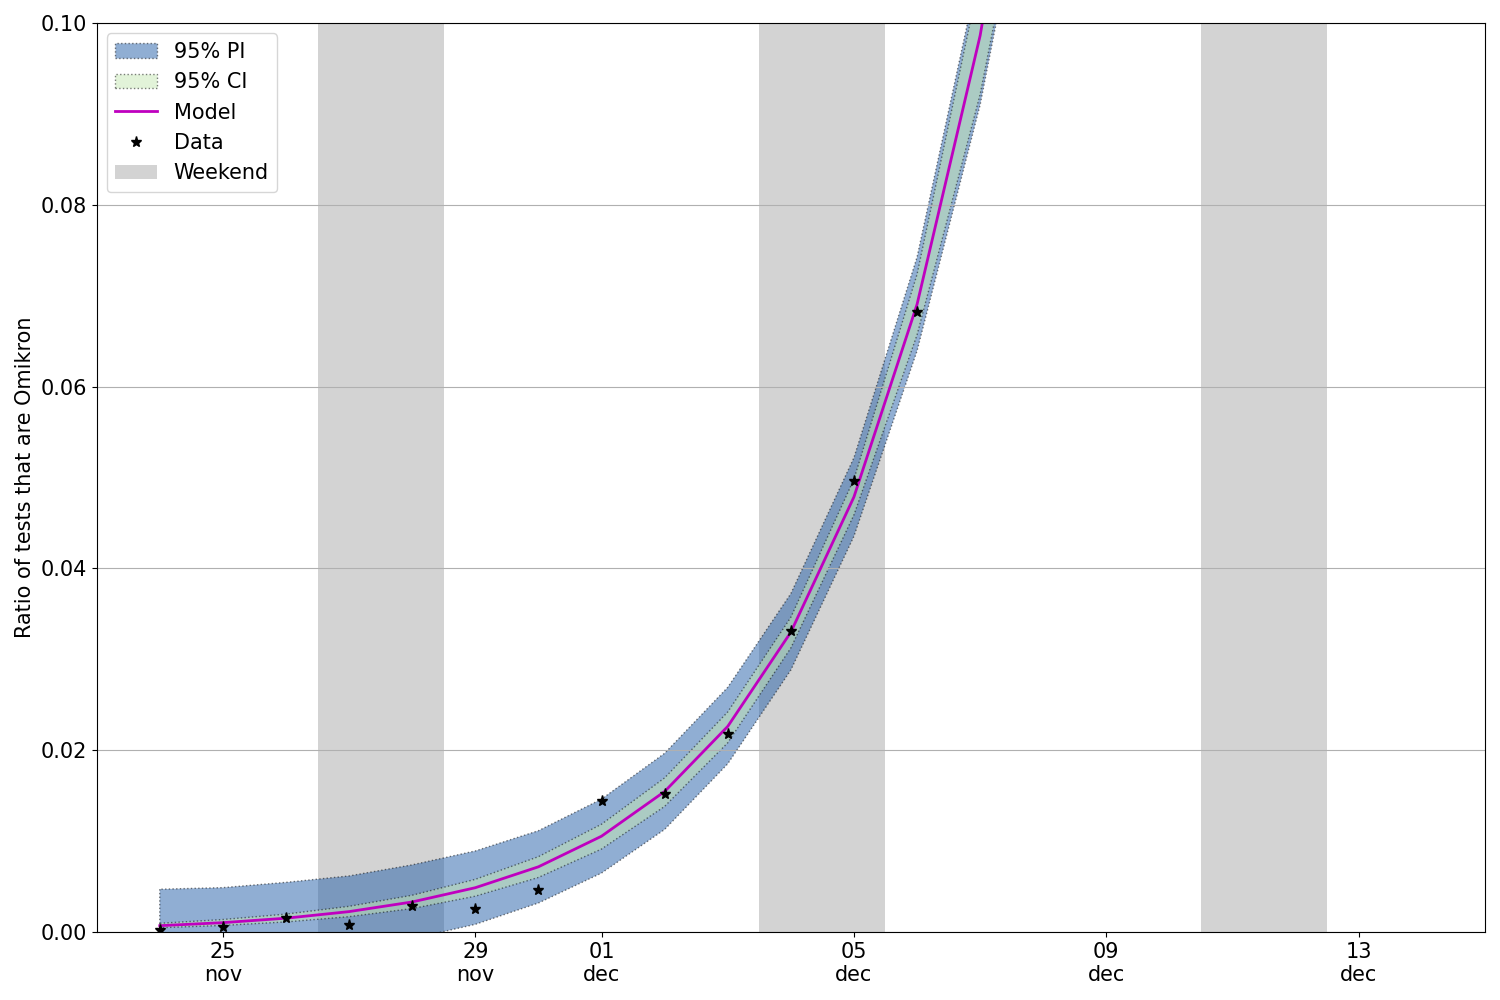 0.10
0.08
0.06
0.04
0.02
0.00
Ratio of tests that are Omikron
95% PI
95% CI
Model
Data
Weekend
25
nov
29
nov
01
dec
05
dec
09
dec
13
dec